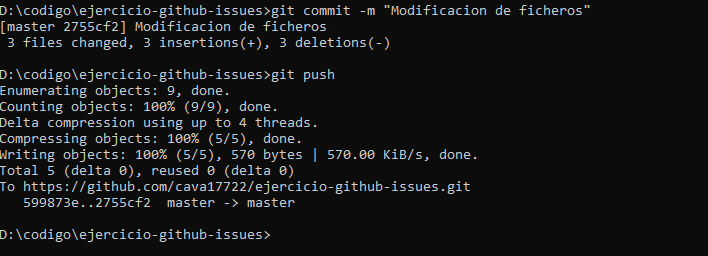 D:\codigo\ejercicio-github-issues>git commit -m "Modificacion de ficheros"
[master 2755cf2] Modificacion de ficheros
 3 files changed, 3 insertions(+), 3 deletions(-)
D:\codigo\ejercicio-github-issues>git push
Enumerating objects: 9, done.
Counting objects: 100% (9/9), done.
Delta compression using up to 4 threads.
Compressing objects: 100% (5/5), done.
Writing objects: 100% (5/5), 570 bytes | 570.00 KiB/s, done.
Total 5 (delta 0), reused 0 (delta 0)
To https://github.com/cava17722/ejercicio-github-issues.git
   599873e..2755cf2  master -> master
D:\codigo\ejercicio-github-issues>